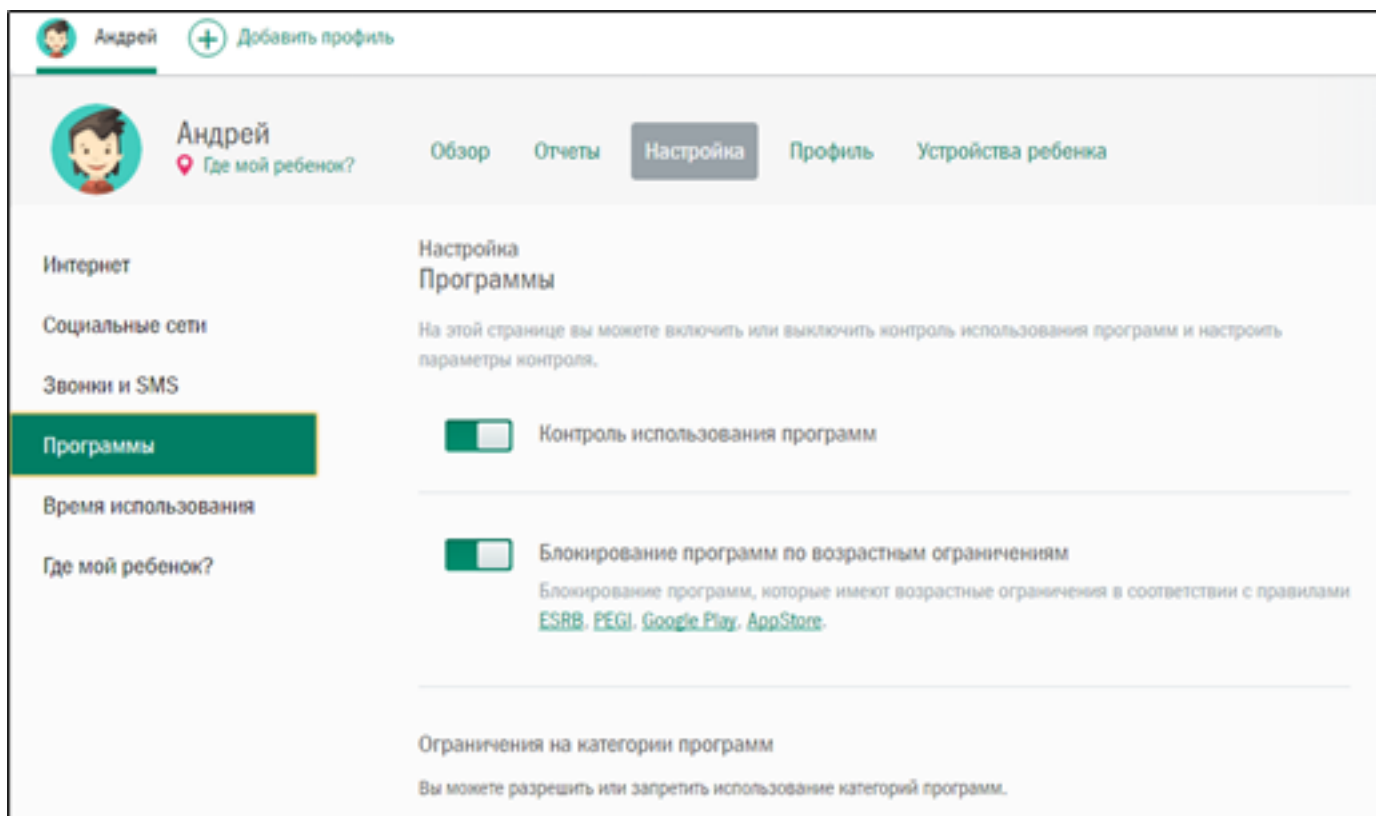 Андрей
Добавить профиль
Андрей
Где мой ребенок?
Обзор
Отчеты
Настройка
Профиль
Устройства ребенка
Интернет
Социальные сети
Звонки и SMS
Программы
Время использования
Где мой ребенок?
Настройка
Программы
На этой странице вы можете включить или выключить контроль использования программ и настроить
параметры контроля.
Контроль использования программ
Блокирование программ по возрастным ограничениям
Блокирование программ, которые имеют возрастные ограничения в соответствии с правилами
ESRB, PEGI, Google Play, AppStore.
Ограничения на категории программ
Вы можете разрешить или запретить использование категорий программ.